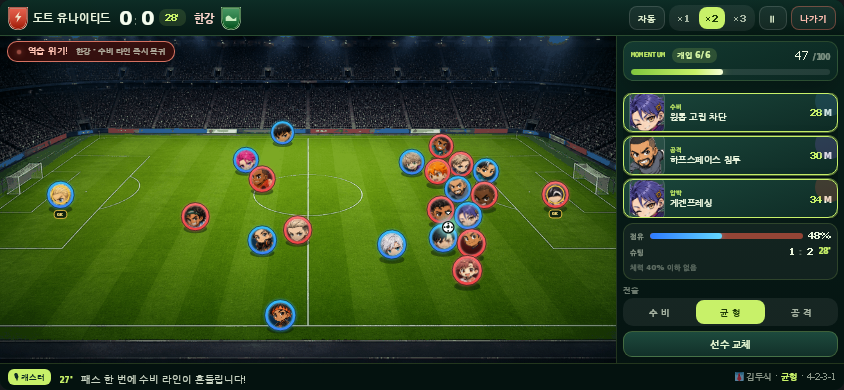 도트 유나이티드 0 : 0 28' 한강
자동 ×1 ×2 ×3 II 나가기
역습 위기! 한강 · 수비 라인 즉시 복귀
MOMENTUM 개입 6/6 47 /100
수비
원톱 고립 차단 28 M
공격
하프스페이스 침투 30 M
압박
게겐프레싱 34 M
GK
GK
점유 48%
슈팅 1 : 2 28'
체력 40% 이하 없음
전술
수비 균형 공격
선수 교체
캐스터 27' 패스 한 번에 수비 라인이 흔들립니다!
김두식 · 균형 · 4-2-3-1